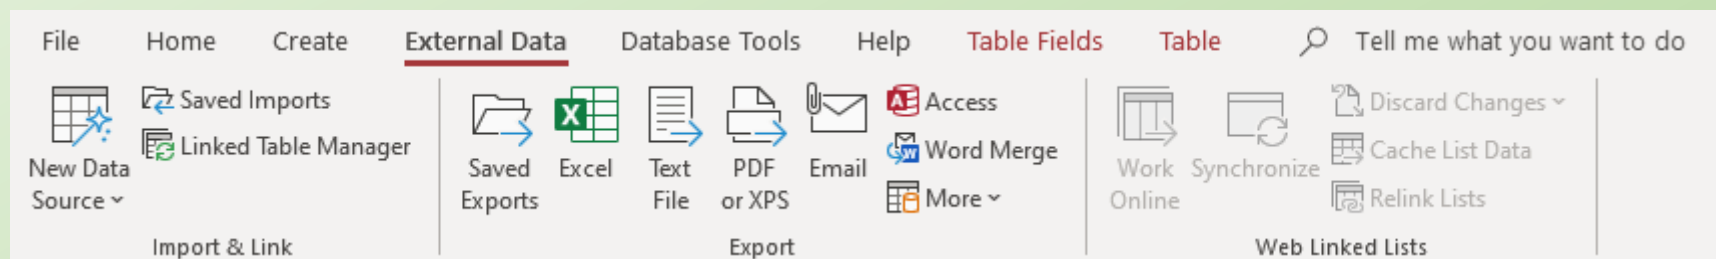 File Home Create External Data Database Tools Help Table Fields Table Tell me what you want to do
New Data
Source
Saved Imports
Linked Table Manager
Import & Link
Saved
Exports
Excel
Text
File
PDF
or XPS
Email
Access
Word Merge
More
Export
Work
Online
Synchronize
Discard Changes
Cache List Data
Relink Lists
Web Linked Lists